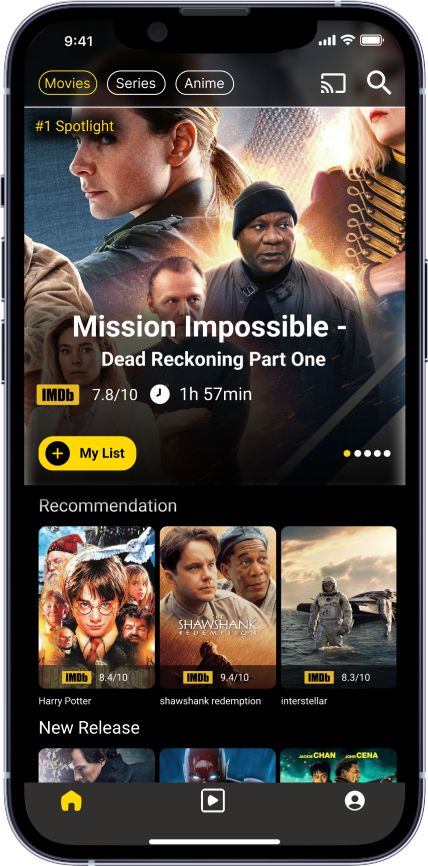 9:41
Movies
Series
Anime
#1 Spotlight
Mission Impossible -
Dead Reckoning Part One
IMDb 7.8/10 1h 57min
My List
Recommendation
SHAWSHANK
REDEMPTION
IMDb 8.4/10
IMDb 9.4/10
IMDb 8.3/10
Harry Potter
shawshank redemption
interstellar
New Release
JACKIE CHAN JOHN CENA